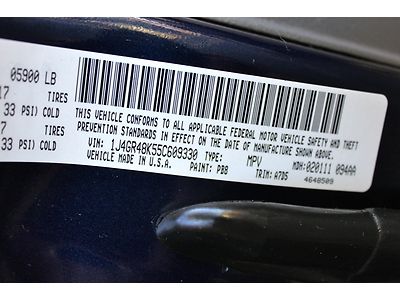 05900 LB
17 TIRES
33 PSI) COLD
7 TIRES
33 PSI) COLD
THIS VEHICLE CONFORMS TO ALL APPLICABLE FEDERAL MOTOR VEHICLE SAFETY AND THEFT
PREVENTION STANDARDS IN EFFECT ON THE DATE OF MANUFACTURE SHOWN ABOVE.
VIN: 1J4GR48K55C609330 TYPE: MPV MDH:020111 094AA
VEHICLE MADE IN U.S.A. PAINT: PB8 TRIM: A7D5 4648509